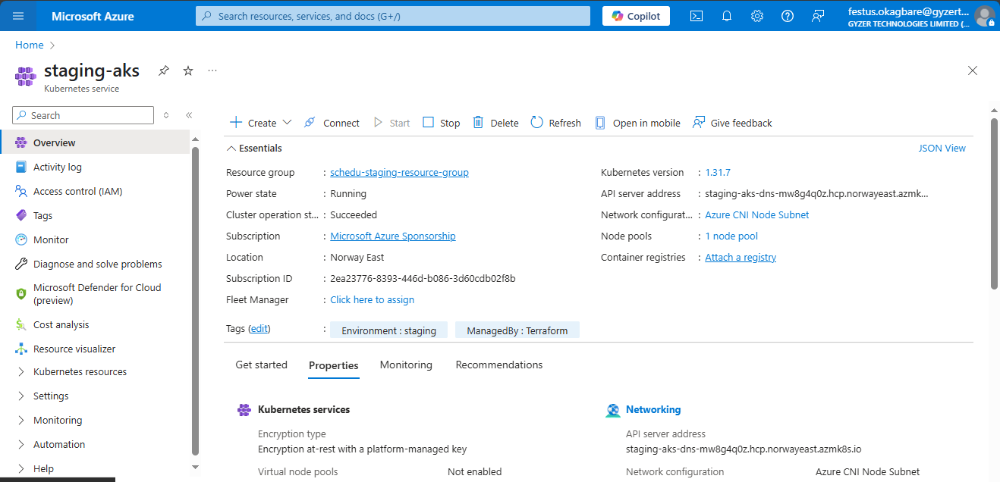 Microsoft Azure
Search resources, services, and docs (G+/)
Copilot
festus.okagbare@gyzert...
GYZER TECHNOLOGIES LIMITED (...
Home
staging-aks
Kubernetes service
Search
Overview
Activity log
Access control (IAM)
Tags
Monitor
Diagnose and solve problems
Microsoft Defender for Cloud
(preview)
Cost analysis
Resource visualizer
Kubernetes resources
Settings
Monitoring
Automation
Help
Create Connect Start Stop Delete Refresh Open in mobile Give feedback
Essentials
JSON View
Resource group : schedu-staging-resource-group
Power state : Running
Cluster operation st... : Succeeded
Subscription : Microsoft Azure Sponsorship
Location : Norway East
Subscription ID : 2ea23776-8393-446d-b086-3d60cdb02f8b
Fleet Manager : Click here to assign
Kubernetes version : 1.31.7
API server address : staging-aks-dns-mw8g4q0z.hcp.norwayeast.azmk...
Network configurat... : Azure CNI Node Subnet
Node pools : 1 node pool
Container registries : Attach a registry
Tags (edit) : Environment : staging ManagedBy : Terraform
Get started Properties Monitoring Recommendations
Kubernetes services
Encryption type
Encryption at-rest with a platform-managed key
Virtual node pools Not enabled
Networking
API server address
staging-aks-dns-mw8g4q0z.hcp.norwayeast.azmk8s.io
Network configuration Azure CNI Node Subnet